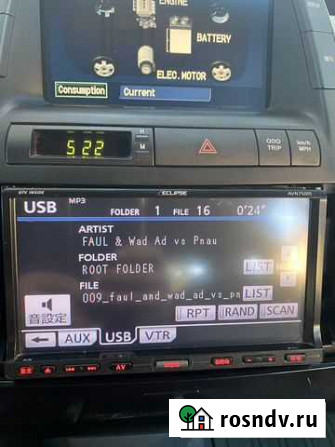 ENGINE
BATTERY
ELEC.MOTOR
Consumption Current
5:22
H
M
ODO
TRIP
km/h
MPH
ECLIPSE
USB MP3 FOLDER 1 FILE 16 0'24"
ARTIST
FAUL & Wad Ad vs Pnau
FOLDER
ROOT FOLDER LIST
FILE
009_faul_and_wad_ad_vs_pn LIST
音設定
RPT RAND SCAN
AUX USB VTR
AV
rosndv.ru